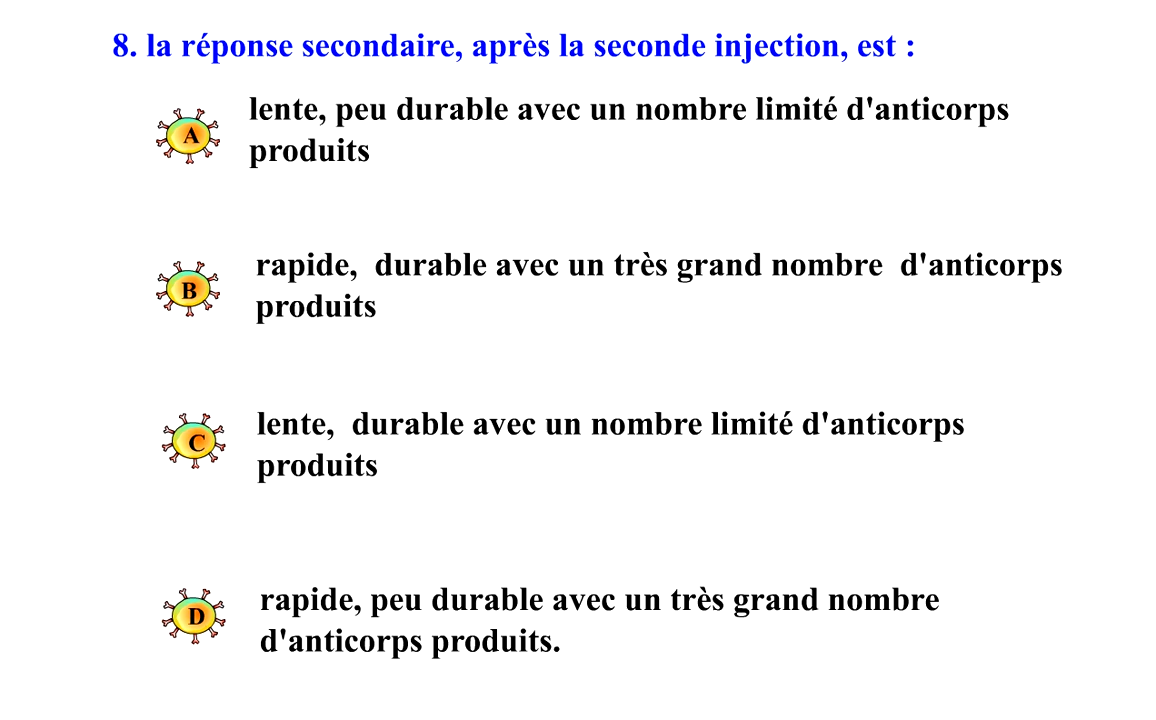 8. la réponse secondaire, après la seconde injection, est :
A
lente, peu durable avec un nombre limité d'anticorps
produits
B
rapide,  durable avec un très grand nombre  d'anticorps
produits
C
lente,  durable avec un nombre limité d'anticorps
produits
D
rapide, peu durable avec un très grand nombre
d'anticorps produits.